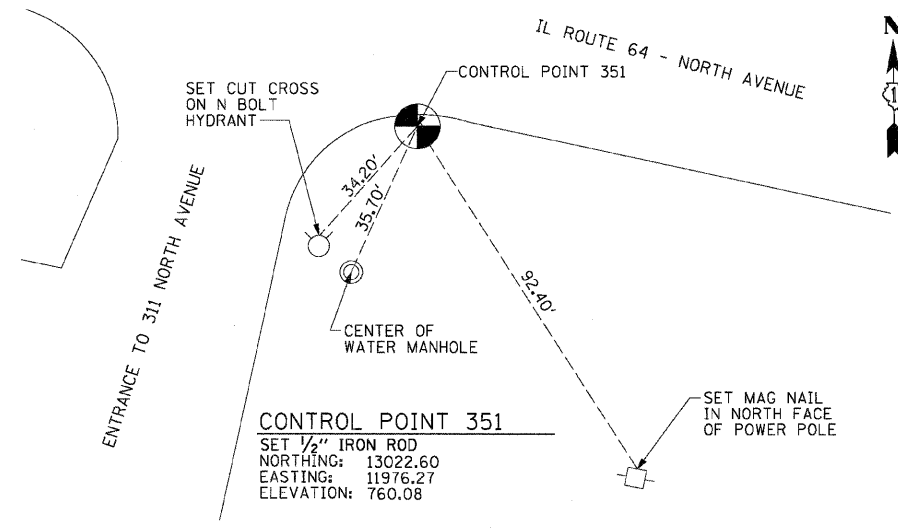 IL ROUTE 64 - NORTH AVENUE
N
CONTROL POINT 351
SET CUT CROSS
ON N BOLT
HYDRANT
34.20'
35.70'
92.40'
ENTRANCE TO 311 NORTH AVENUE
CENTER OF
WATER MANHOLE
SET MAG NAIL
IN NORTH FACE
OF POWER POLE
CONTROL POINT 351
SET 1/2" IRON ROD
NORTHING: 13022.60
EASTING: 11976.27
ELEVATION: 760.08